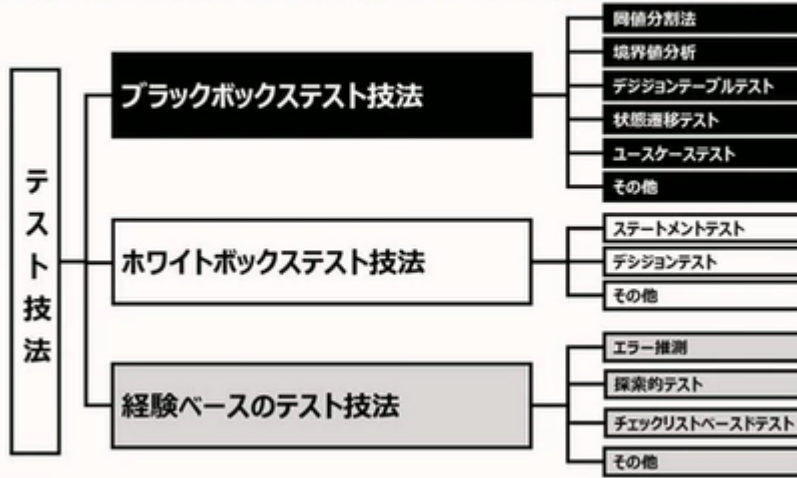 テスト技法
ブラックボックステスト技法
同値分割法
境界値分析
デシジョンテーブルテスト
状態遷移テスト
ユースケーステスト
その他
ホワイトボックステスト技法
ステートメントテスト
デシジョンテスト
その他
経験ベースのテスト技法
エラー推測
探索的テスト
チェックリストベースドテスト
その他